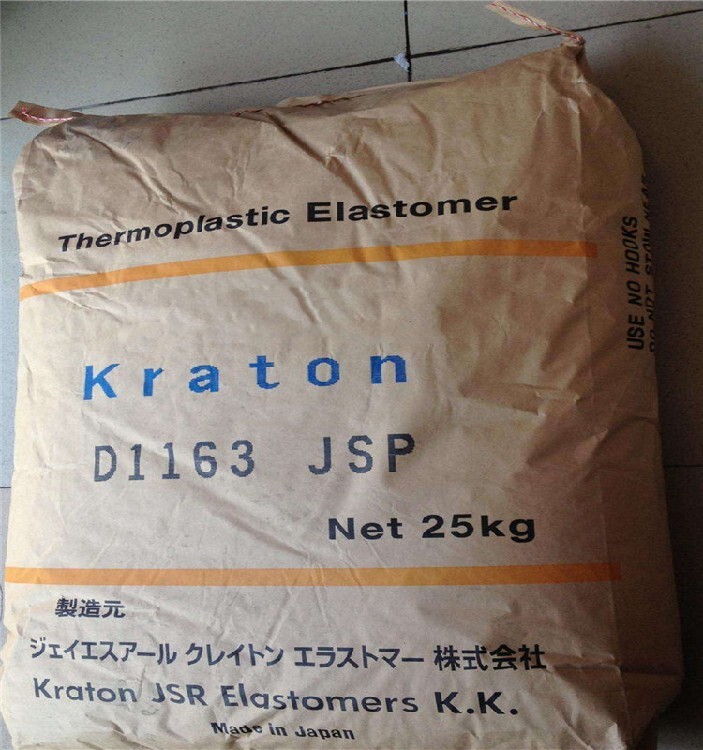 Thermoplastic Elastomer
Kraton
D1163 JSP
Net 25kg
製造元
ジェイエスアール クレイトン エラストマー 株式会社
Kraton JSR Elastomers K.K.
Made in Japan
USE NO HOOKS